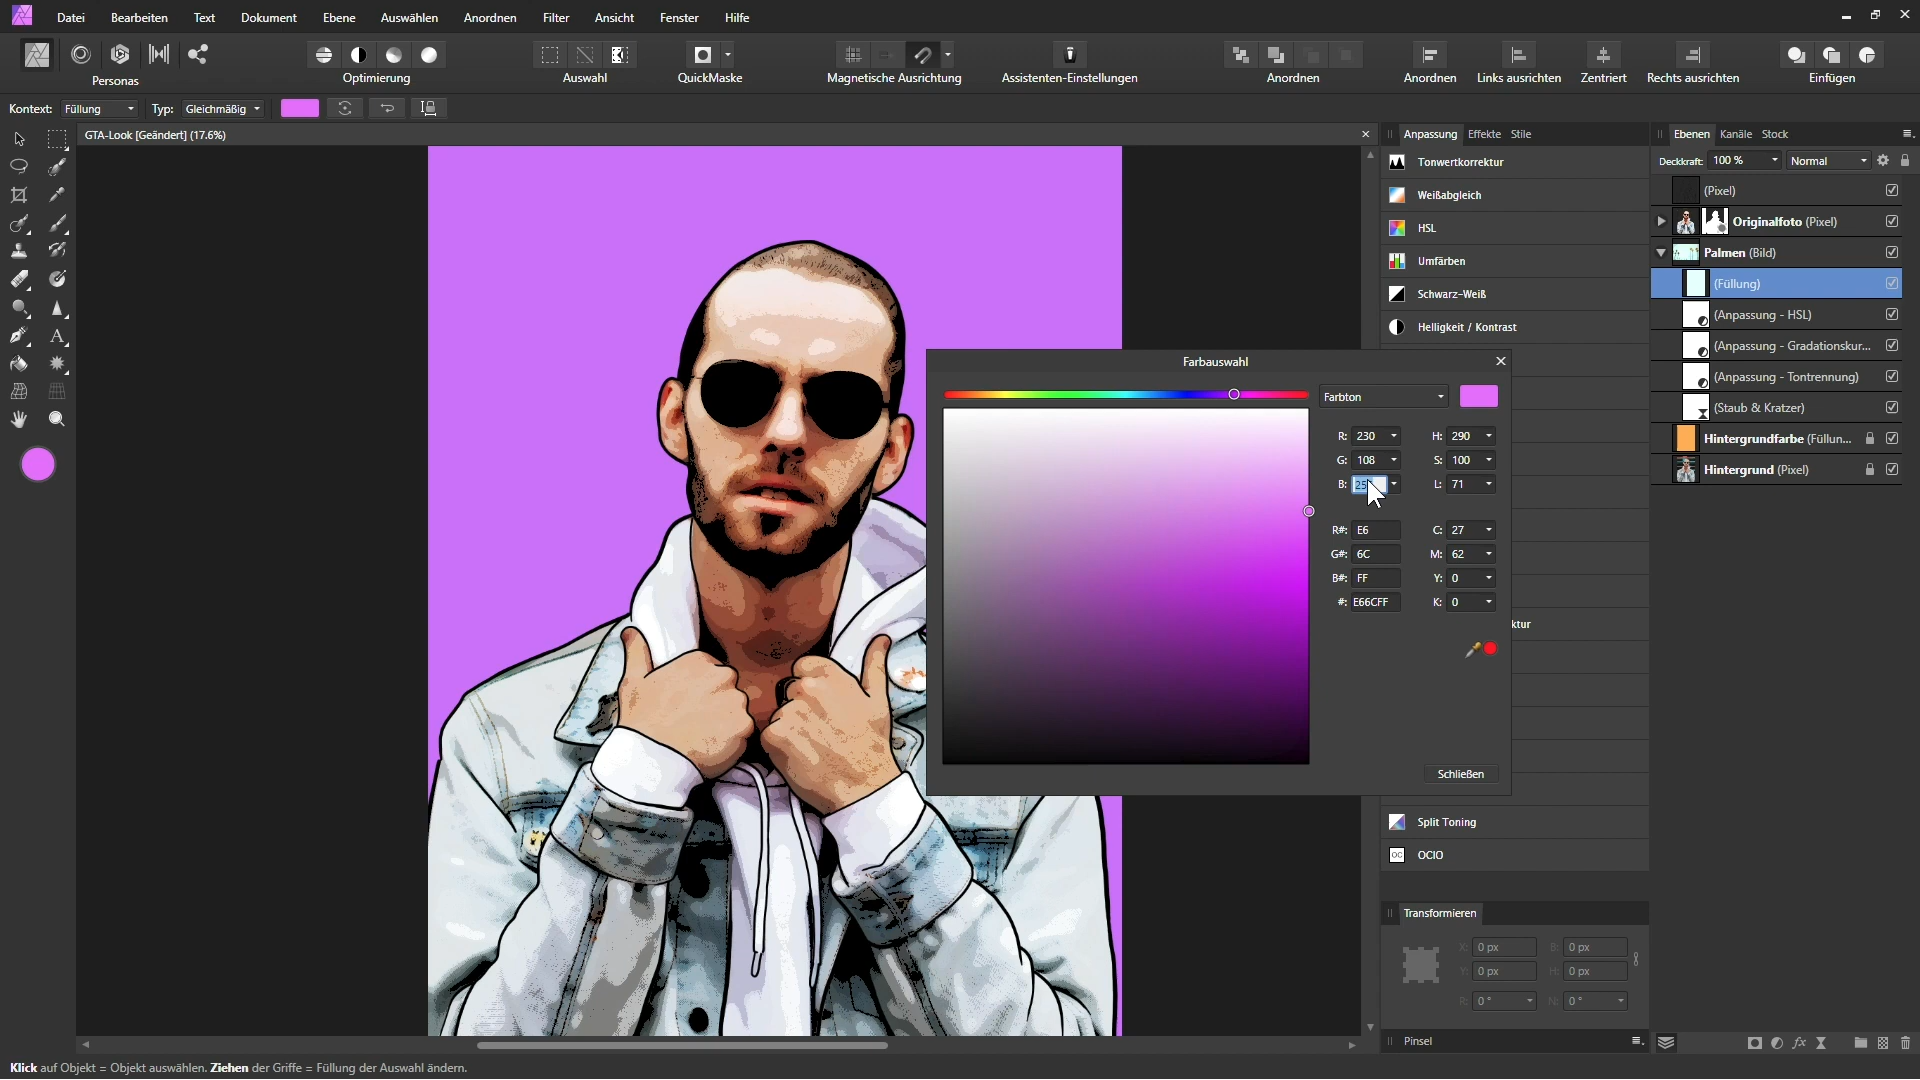 Datei Bearbeiten Text Dokument Ebene Auswählen Anordnen Filter Ansicht Fenster Hilfe
Personas Optimierung Auswahl QuickMaske Magnetische Ausrichtung Assistenten-Einstellungen Anordnen Anordnen Links ausrichten Zentriert Rechts ausrichten Einfügen
Kontext: Füllung Typ: Gleichmäßig
GTA-Look [Geändert] (17.6%)
Anpassung Effekte Stile
Tonwertkorrektur
Weißabgleich
HSL
Umfärben
Schwarz-Weiß
Helligkeit / Kontrast
ktur
Split Toning
OCIO
Farbauswahl
Farbton
R: 230 H: 290
G: 108 S: 100
B: 25 L: 71
R#: E6 C: 27
G#: 6C M: 62
B#: FF Y: 0
#: E66CFF K: 0
Schließen
Transformieren
X: 0 px B: 0 px
Y: 0 px H: 0 px
R: 0 ° N: 0 °
Pinsel
Ebenen Kanäle Stock
Deckkraft: 100 % Normal
(Pixel)
Originalfoto (Pixel)
Palmen (Bild)
(Füllung)
(Anpassung - HSL)
(Anpassung - Gradationskur...
(Anpassung - Tontrennung)
(Staub & Kratzer)
Hintergrundfarbe (Füllun...
Hintergrund (Pixel)
Klick auf Objekt = Objekt auswählen. Ziehen der Griffe = Füllung der Auswahl ändern.